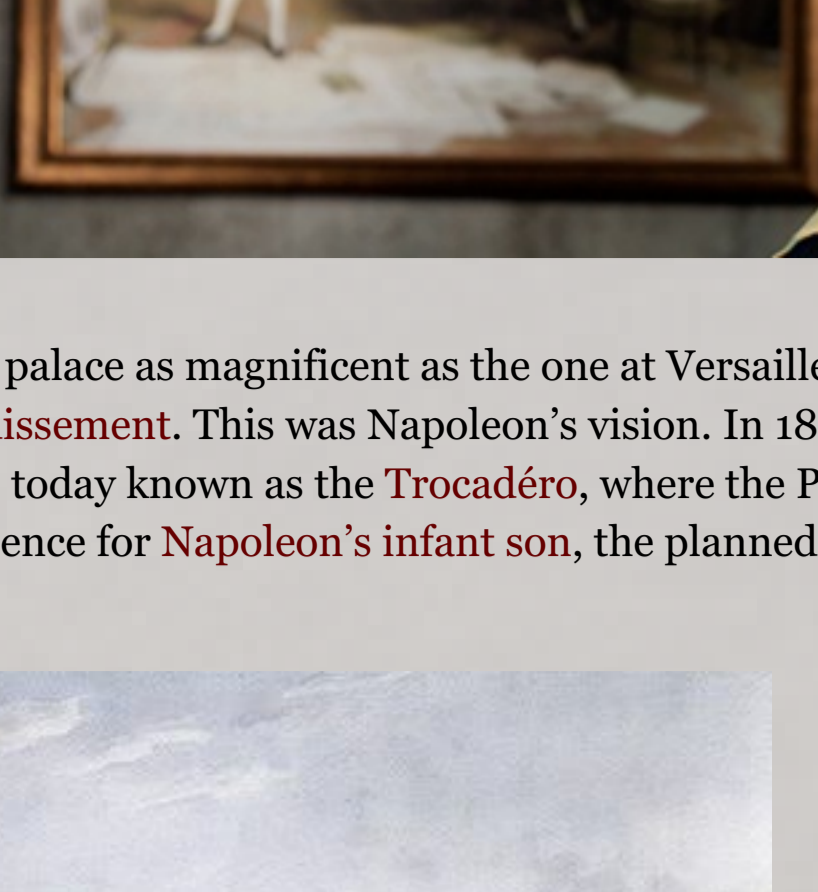 palace as magnificent as the one at Versaille
issement. This was Napoleon’s vision. In 18
today known as the Trocadéro, where the P
ence for Napoleon’s infant son, the planned